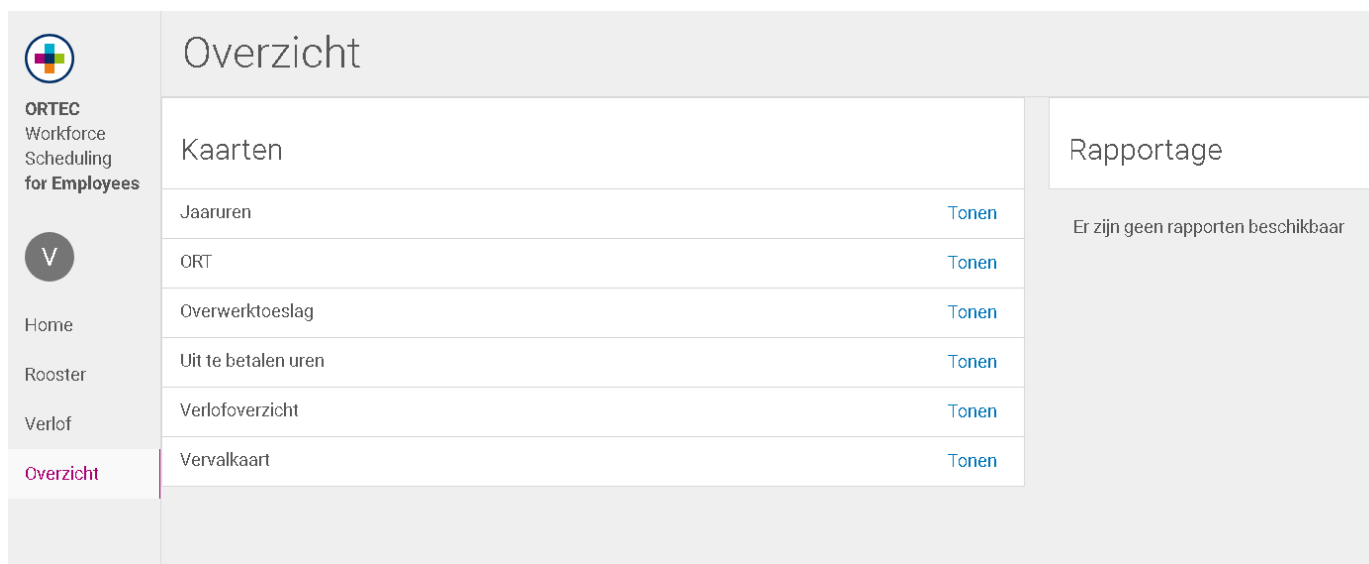 Overzicht
ORTEC
Workforce
Scheduling
for Employees
V
Home
Rooster
Verlof
Overzicht
Kaarten
Jaaruren Tonen
ORT Tonen
Overwerktoeslag Tonen
Uit te betalen uren Tonen
Verlofoverzicht Tonen
Vervalkaart Tonen
Rapportage
Er zijn geen rapporten beschikbaar